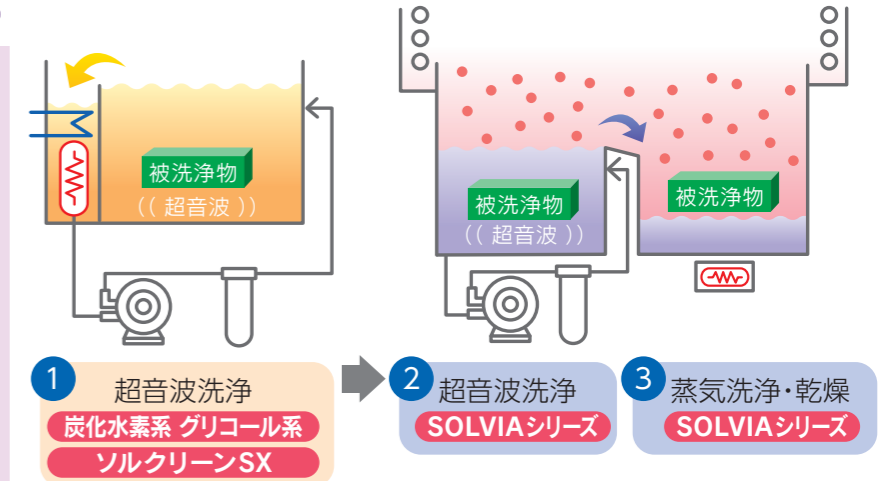 被洗浄物
(( 超音波 ))
被洗浄物
(( 超音波 ))
被洗浄物
1
超音波洗浄
炭化水素系 グリコール系
ソルクリーンSX
2
超音波洗浄
SOLVIAシリーズ
3
蒸気洗浄・乾燥
SOLVIAシリーズ